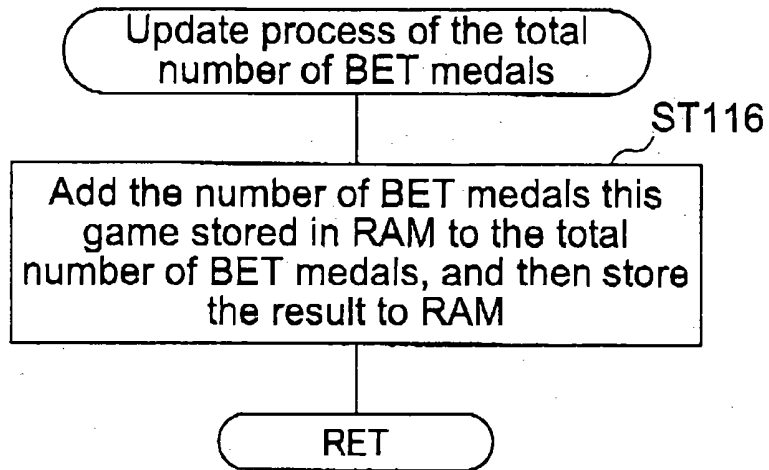 Update process of the total
number of BET medals
ST116
Add the number of BET medals this
game stored in RAM to the total
number of BET medals, and then store
the result to RAM
RET